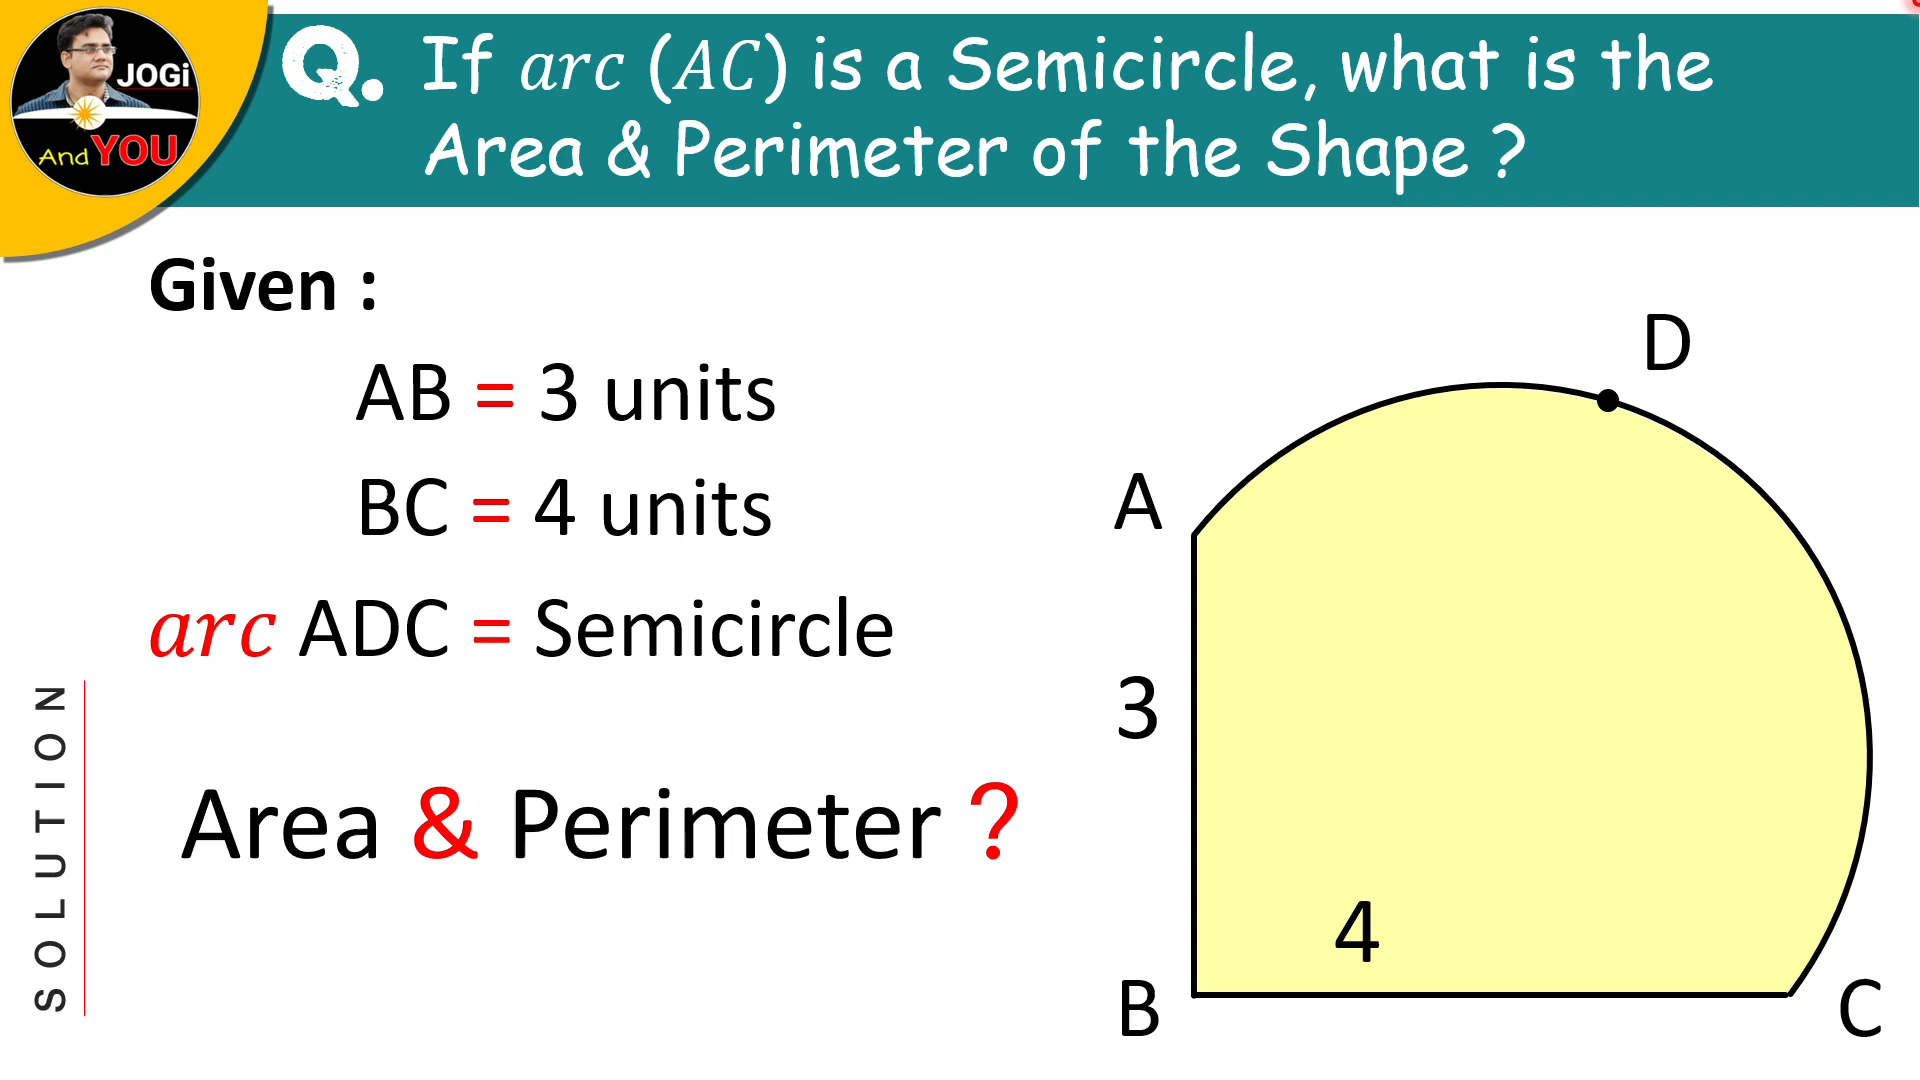 JOGi
And YOU
Q. If arc (AC) is a Semicircle, what is the
Area & Perimeter of the Shape ?
Given :
AB = 3 units
BC = 4 units
arc ADC = Semicircle
Area & Perimeter ?
SOLUTION
D
A
3
4
B
C